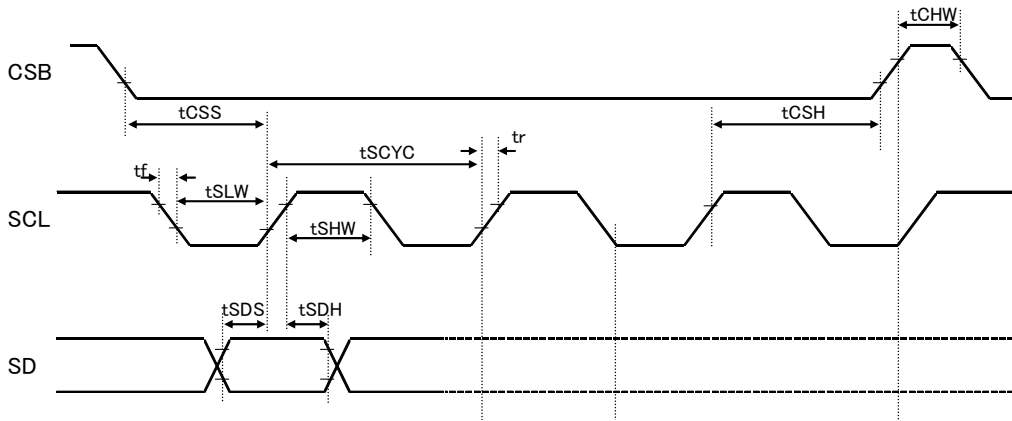 tCHW
CSB
tCSS
tCSH
tr
tSCYC
tf
tSLW
SCL
tSHW
tSDS
tSDH
SD